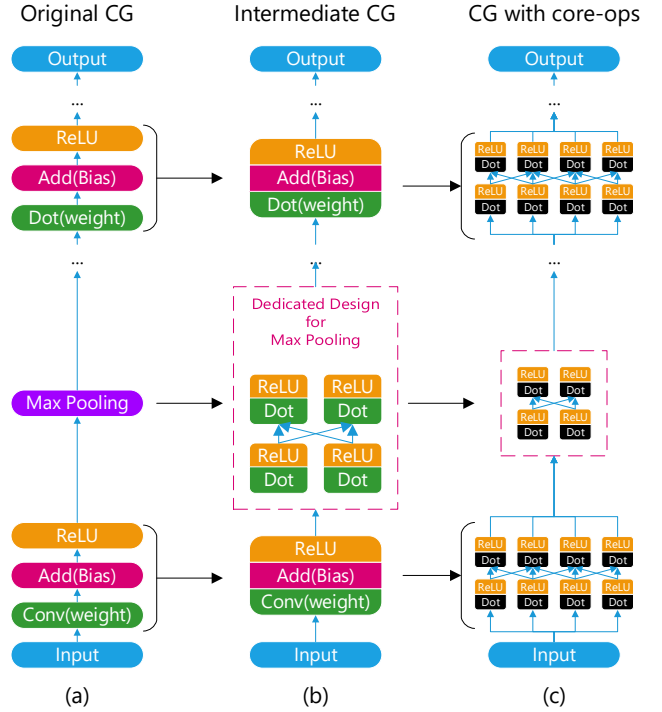 Original CG
Intermediate CG
CG with core-ops
Output
Output
Output
...
...
...
ReLU
Add(Bias)
Dot(weight)
ReLU
Add(Bias)
Dot(weight)
ReLU
ReLU
ReLU
ReLU
Dot
Dot
Dot
Dot
ReLU
ReLU
ReLU
ReLU
Dot
Dot
Dot
Dot
...
...
...
Dedicated Design
for
Max Pooling
Max Pooling
ReLU
ReLU
Dot
Dot
ReLU
ReLU
Dot
Dot
ReLU
ReLU
Dot
Dot
ReLU
ReLU
Dot
Dot
ReLU
Add(Bias)
Conv(weight)
ReLU
Add(Bias)
Conv(weight)
ReLU
ReLU
ReLU
ReLU
Dot
Dot
Dot
Dot
ReLU
ReLU
ReLU
ReLU
Dot
Dot
Dot
Dot
Input
Input
Input
(a)
(b)
(c)